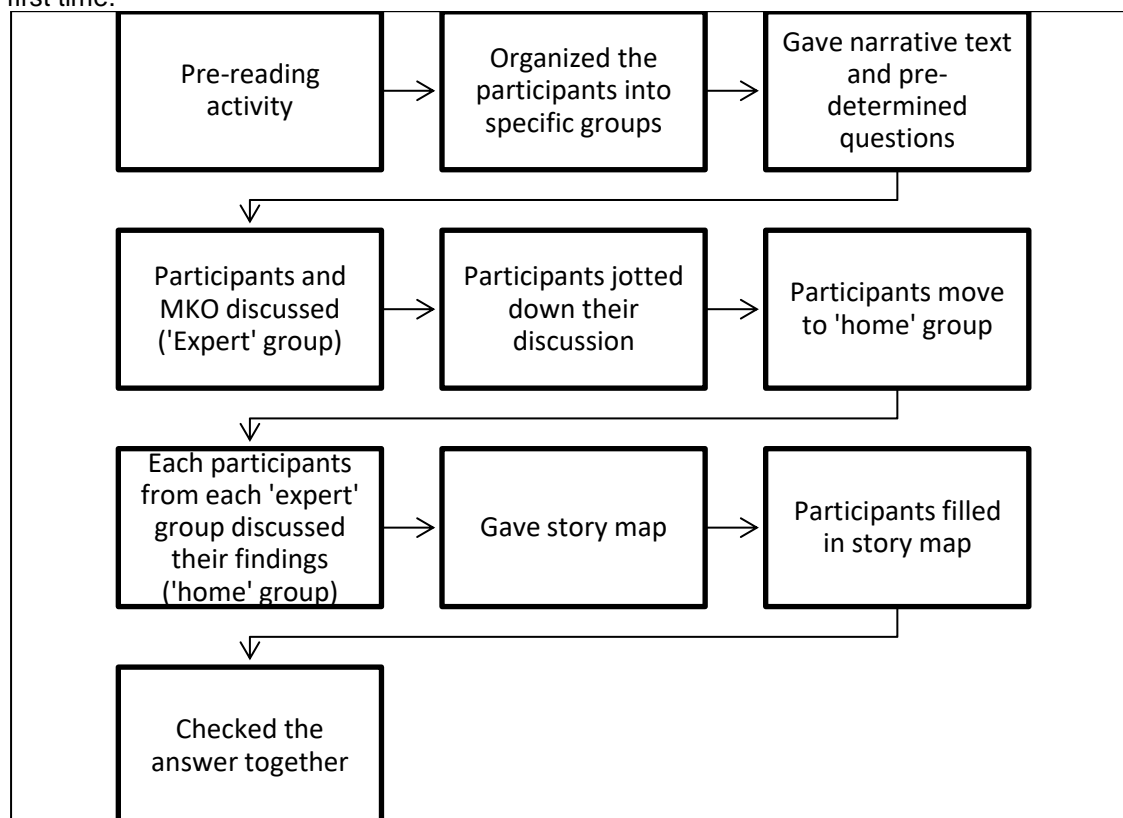 first time.
Pre-reading
activity
Organized the
participants into
specific groups
Gave narrative text
and pre-
determined
questions
Participants and
MKO discussed
('Expert' group)
Participants jotted
down their
discussion
Participants move
to 'home' group
Each participants
from each 'expert'
group discussed
their findings
('home' group)
Gave story map
Participants filled
in story map
Checked the
answer together